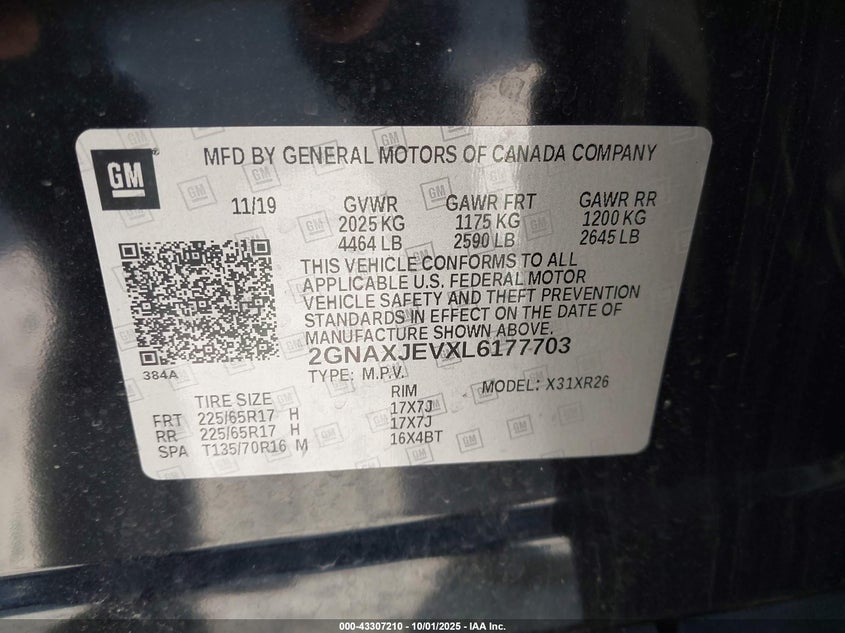 GM
MFD BY GENERAL MOTORS OF CANADA COMPANY
11/19 GVWR GAWR FRT GAWR RR
2025 KG 1175 KG 1200 KG
4464 LB 2590 LB 2645 LB
THIS VEHICLE CONFORMS TO ALL
APPLICABLE U.S. FEDERAL MOTOR
VEHICLE SAFETY AND THEFT PREVENTION
STANDARDS IN EFFECT ON THE DATE OF
MANUFACTURE SHOWN ABOVE.
2GNAXJEVXL6177703
384A TYPE: M.P.V.
TIRE SIZE RIM MODEL: X31XR26
FRT 225/65R17 H 17X7J
RR 225/65R17 H 17X7J
SPA T135/70R16 M 16X4BT
000-43307210 - 10/01/2025 - IAA Inc.